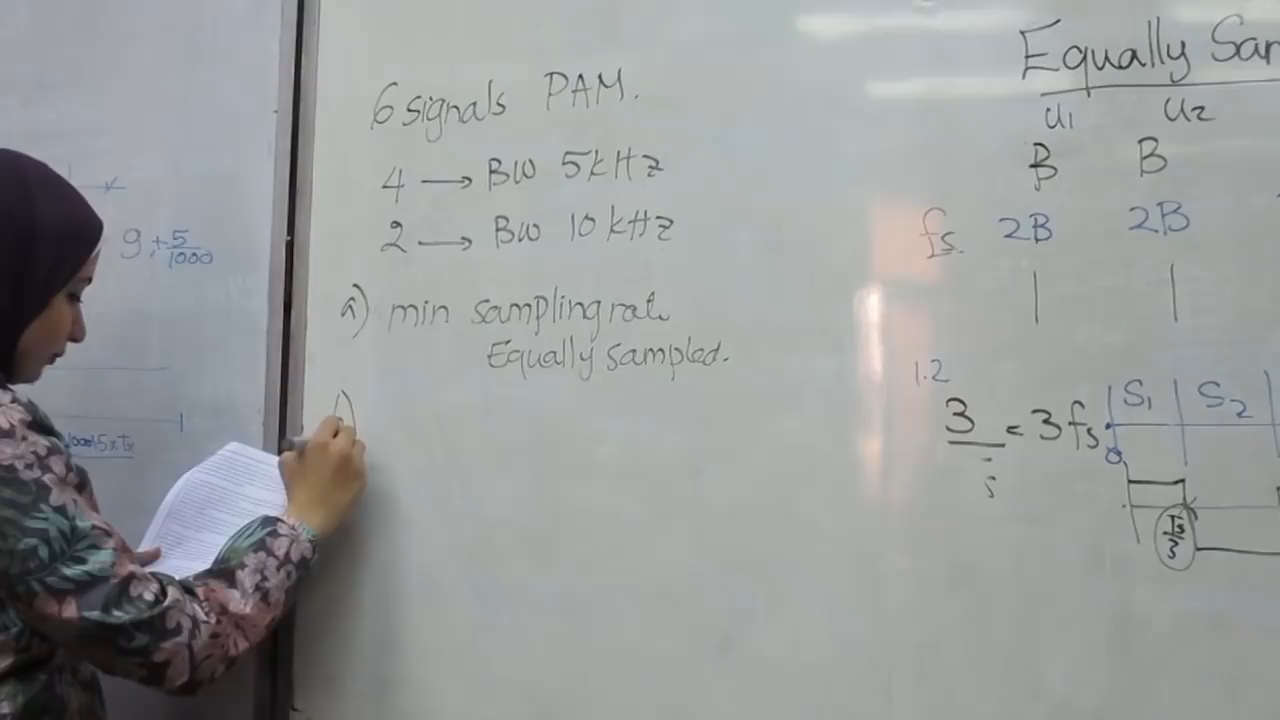 6 signals PAM.
4 → BW 5kHz
2 → BW 10 kHz
a) min sampling rate
Equally sampled.
9,+5/1000
Equally
u1 u2
B B
fs 2B 2B
1.2
3 = 3fs
S1 S2
Ts/3